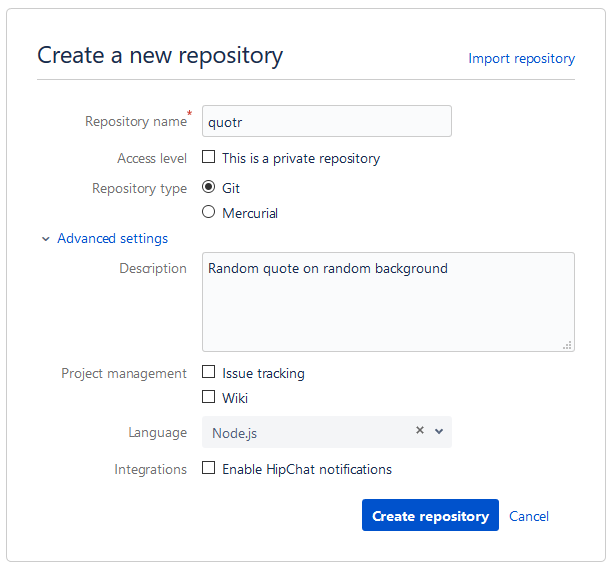 Create a new repository
Import repository
Repository name*
quotr
Access level
This is a private repository
Repository type
Git
Mercurial
Advanced settings
Description
Random quote on random background
Project management
Issue tracking
Wiki
Language
Node.js
Integrations
Enable HipChat notifications
Create repository
Cancel